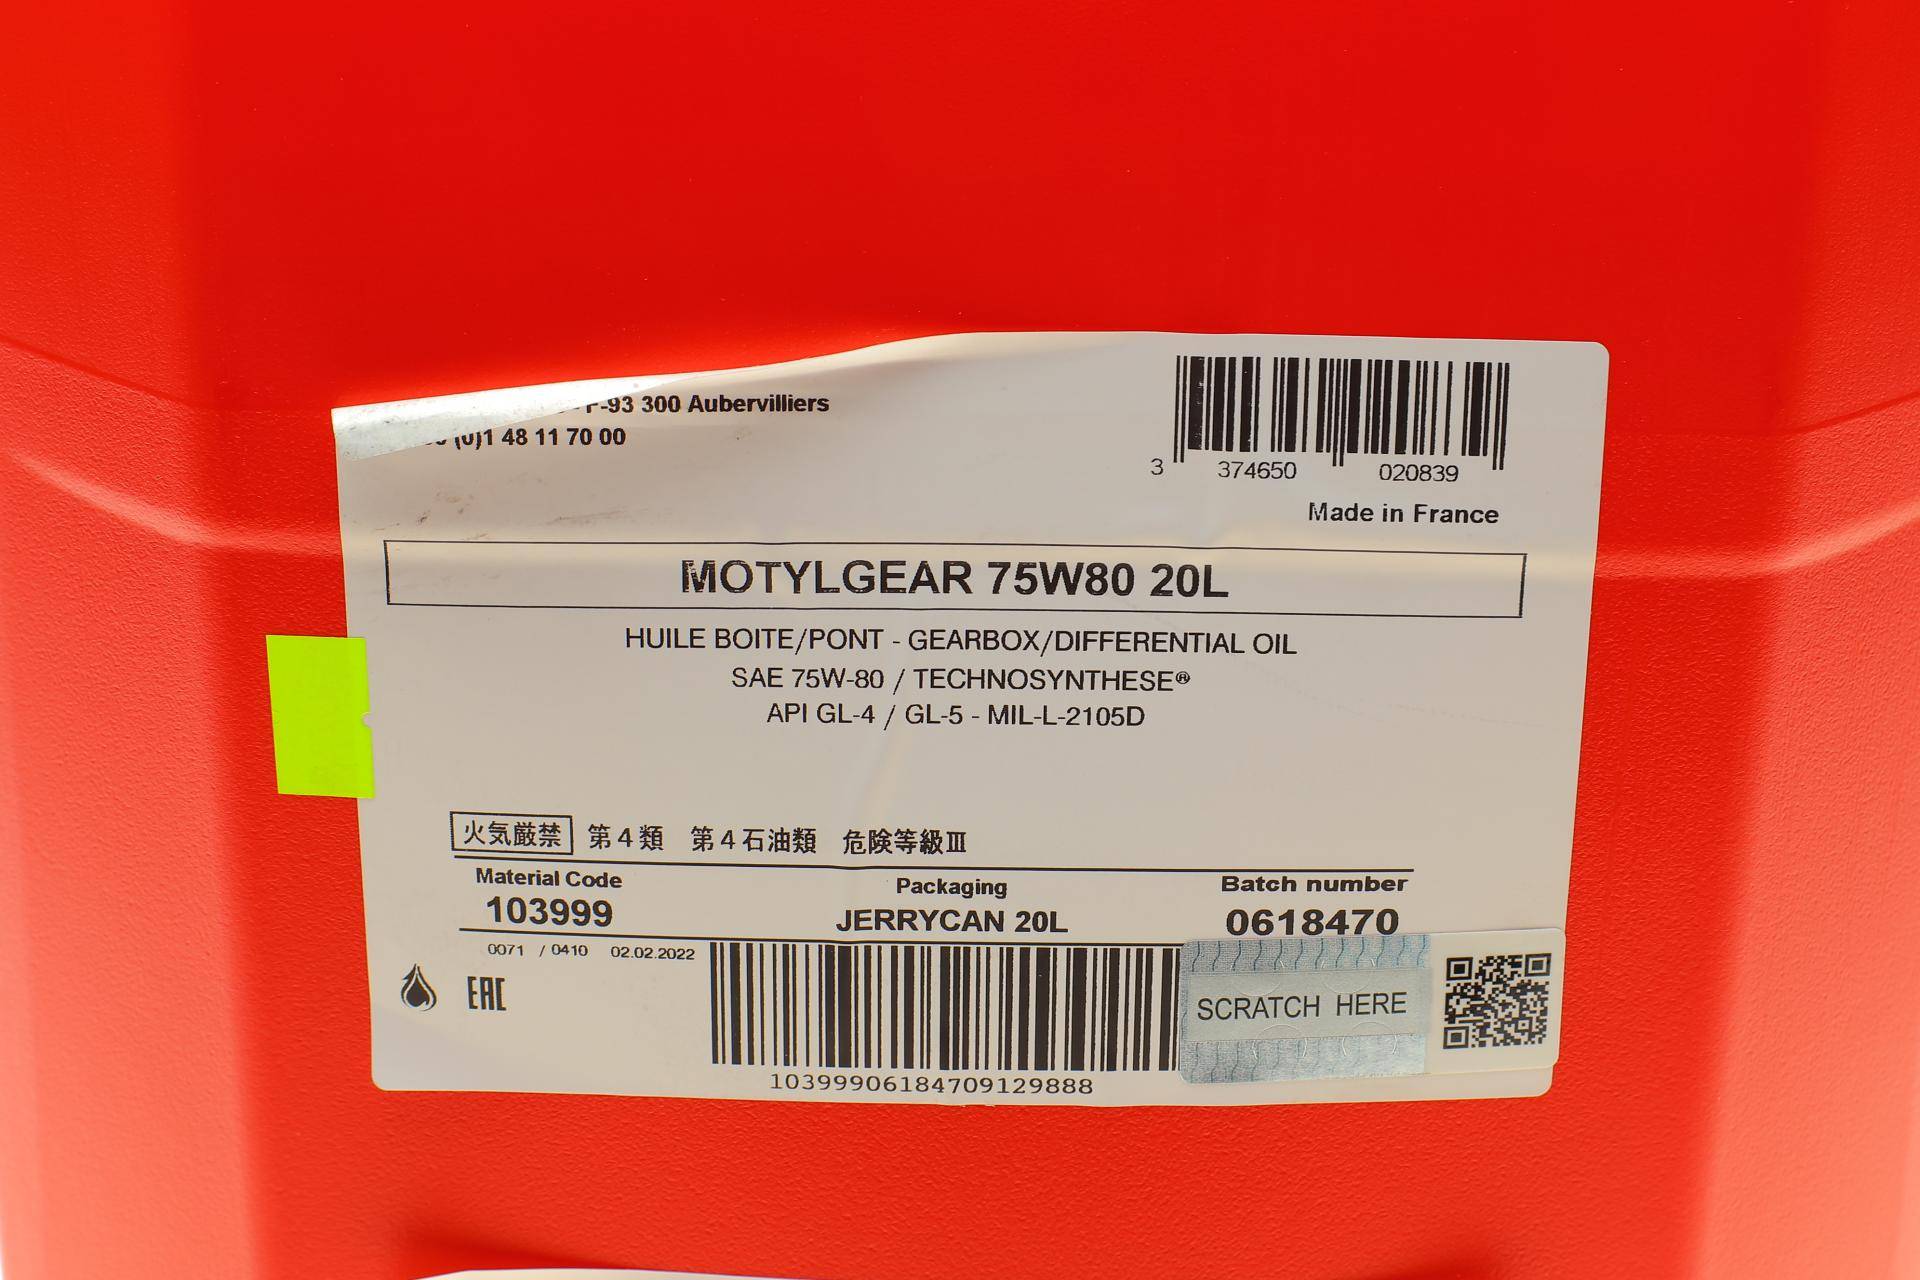 F-93 300 Aubervilliers
(0)1 48 11 70 00
3 374650 020839
Made in France
MOTYLGEAR 75W80 20L
HUILE BOITE/PONT - GEARBOX/DIFFERENTIAL OIL
SAE 75W-80 / TECHNOSYNTHESE®
API GL-4 / GL-5 - MIL-L-2105D
火気厳禁 第4類 第4石油類 危険等級Ⅲ
Material Code Packaging Batch number
103999 JERRYCAN 20L 0618470
0071 / 0410 02.02.2022
EAC
SCRATCH HERE
10399906184709129888